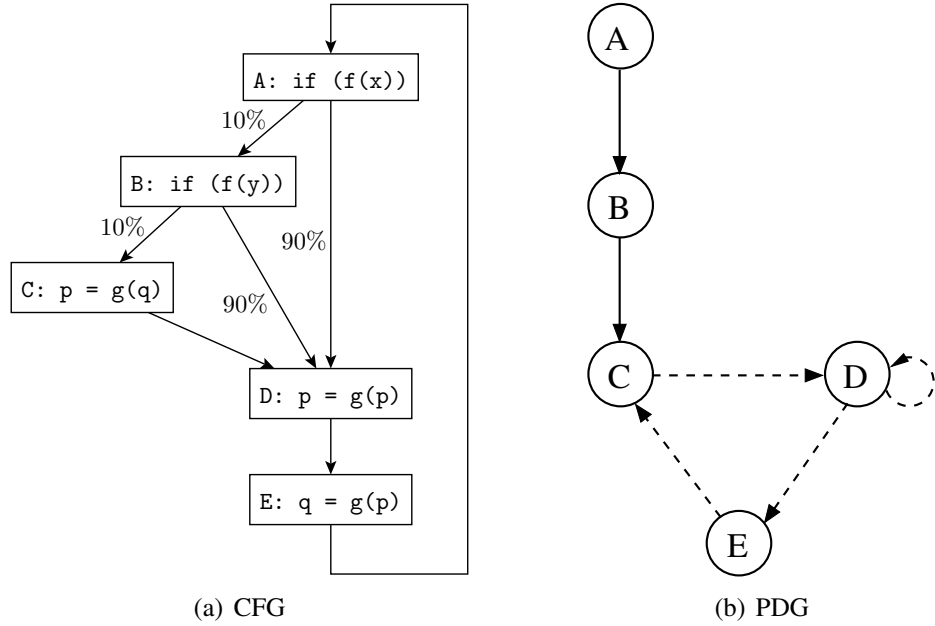 A: if (f(x))
10%
B: if (f(y))
10%
90%
C: p = g(q)
90%
D: p = g(p)
E: q = g(p)
(a) CFG
A
B
C
D
E
(b) PDG